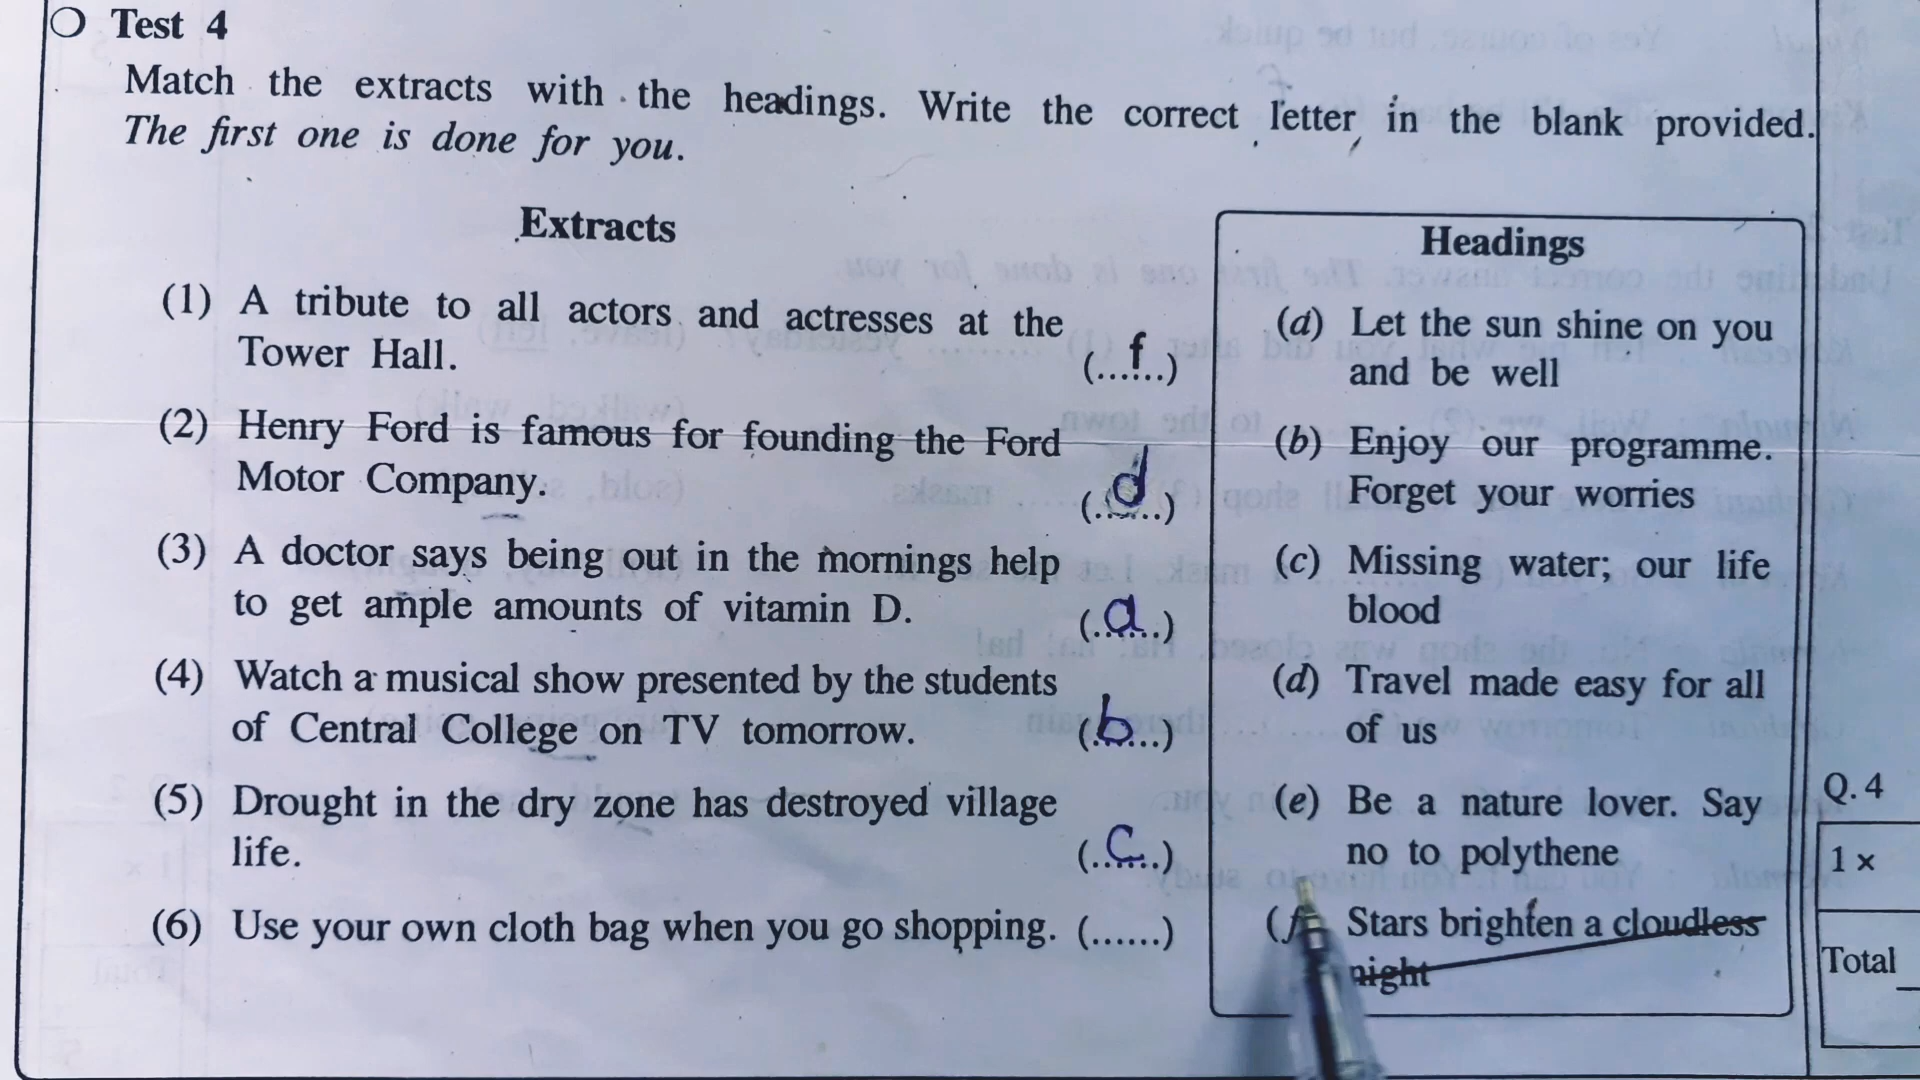 Test 4
Match the extracts with the headings. Write the correct letter in the blank provided.
The first one is done for you.
Extracts
(1) A tribute to all actors and actresses at the
Tower Hall. (...f...)
(2) Henry Ford is famous for founding the Ford
Motor Company. (...d...)
(3) A doctor says being out in the mornings help
to get ample amounts of vitamin D. (...a...)
(4) Watch a musical show presented by the students
of Central College on TV tomorrow. (...b...)
(5) Drought in the dry zone has destroyed village
life. (...c...)
(6) Use your own cloth bag when you go shopping. (......)
Headings
(a) Let the sun shine on you
and be well
(b) Enjoy our programme.
Forget your worries
(c) Missing water; our life
blood
(d) Travel made easy for all
of us
(e) Be a nature lover. Say
no to polythene
(f) Stars brighten a cloudless
night
Q. 4
1 ×
Total